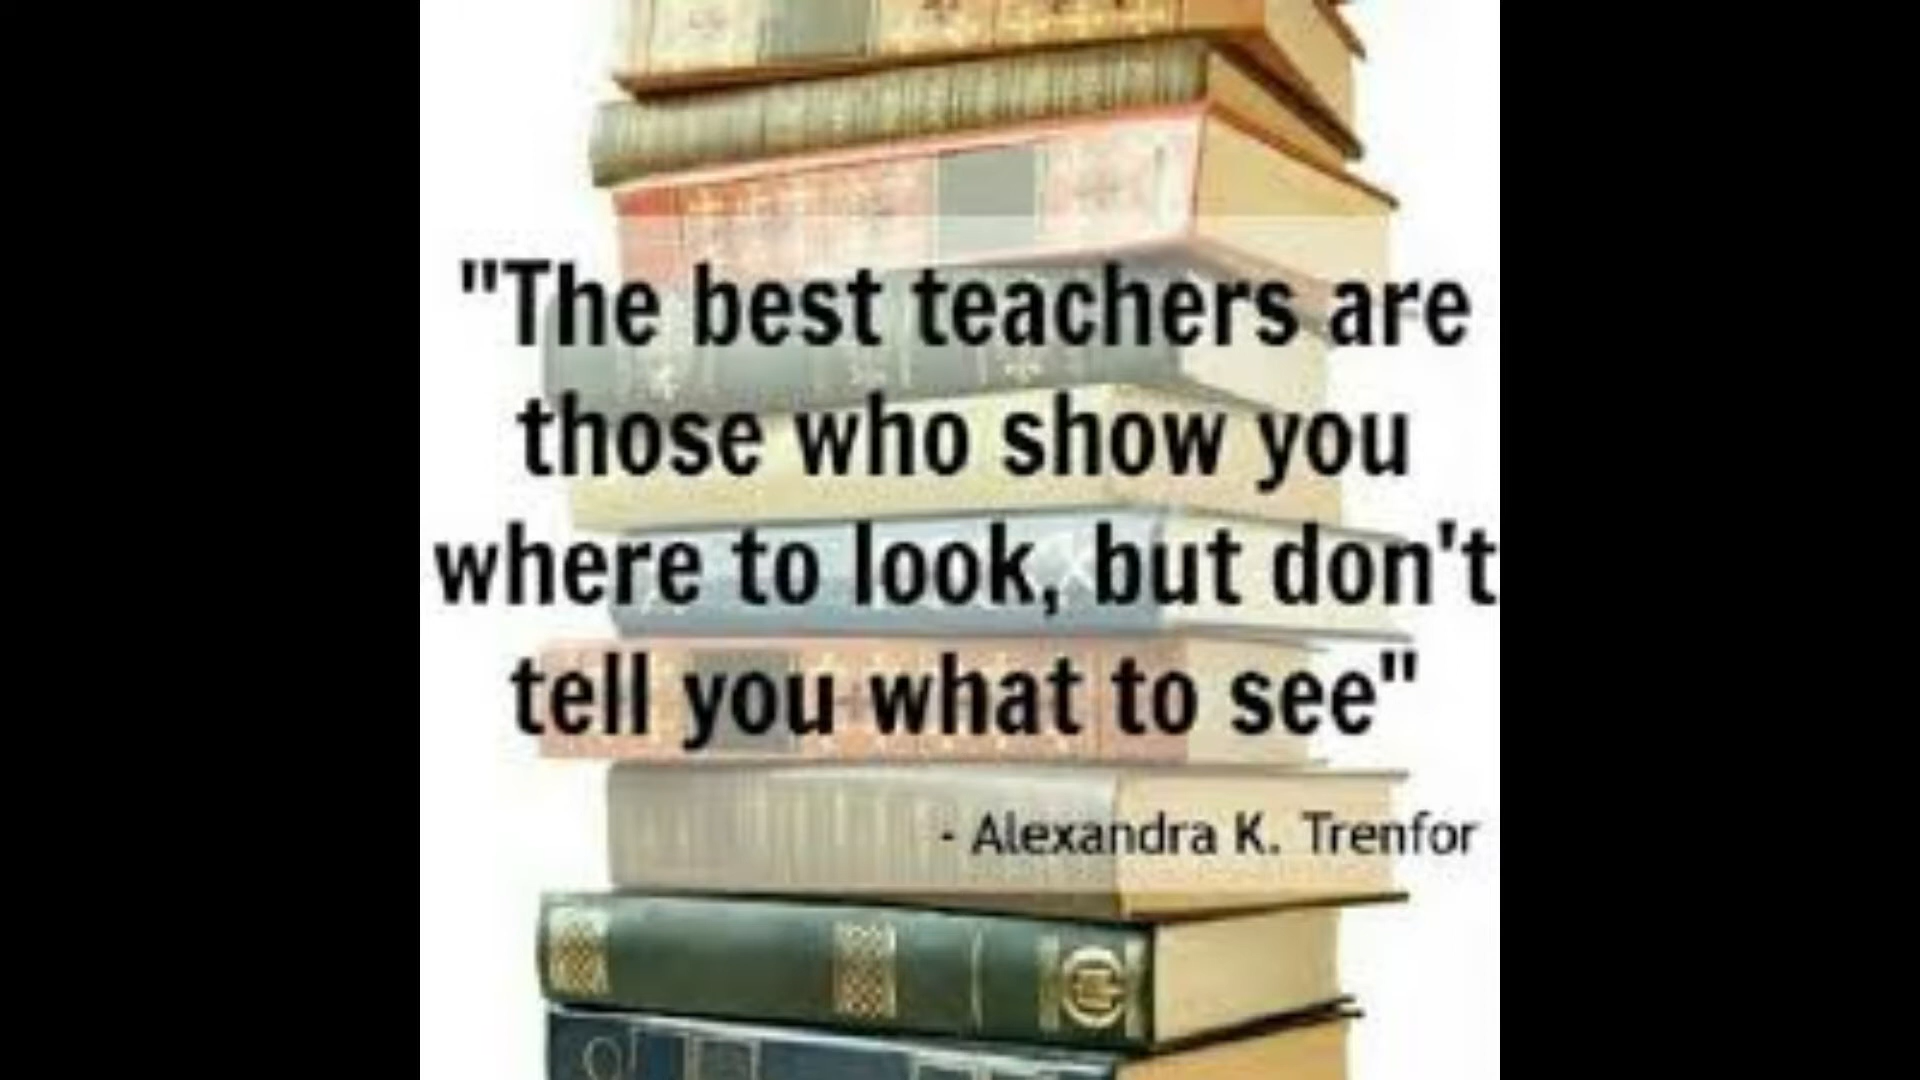 "The best teachers are
those who show you
where to look, but don't
tell you what to see"
- Alexandra K. Trenfor